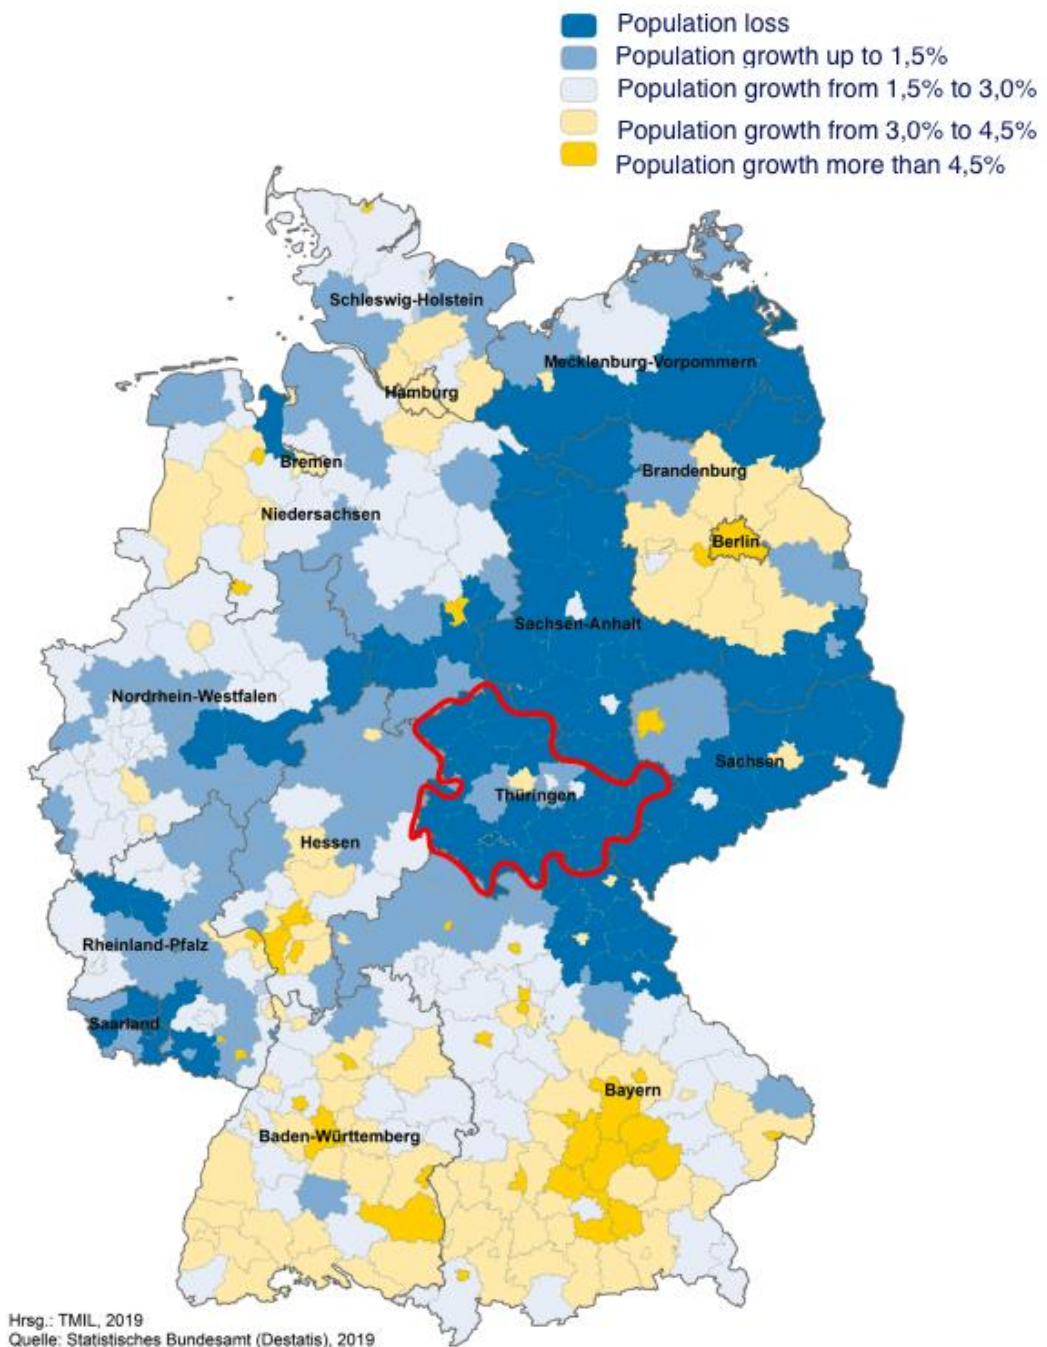 Population loss
Population growth up to 1,5%
Population growth from 1,5% to 3,0%
Population growth from 3,0% to 4,5%
Population growth more than 4,5%
Schleswig-Holstein
Mecklenburg-Vorpommern
Hamburg
Bremen
Brandenburg
Niedersachsen
Berlin
Sachsen-Anhalt
Nordrhein-Westfalen
Sachsen
Thüringen
Hessen
Rheinland-Pfalz
Saarland
Bayern
Baden-Württemberg
Hrsg.: TMIL, 2019
Quelle: Statistisches Bundesamt (Destatis), 2019